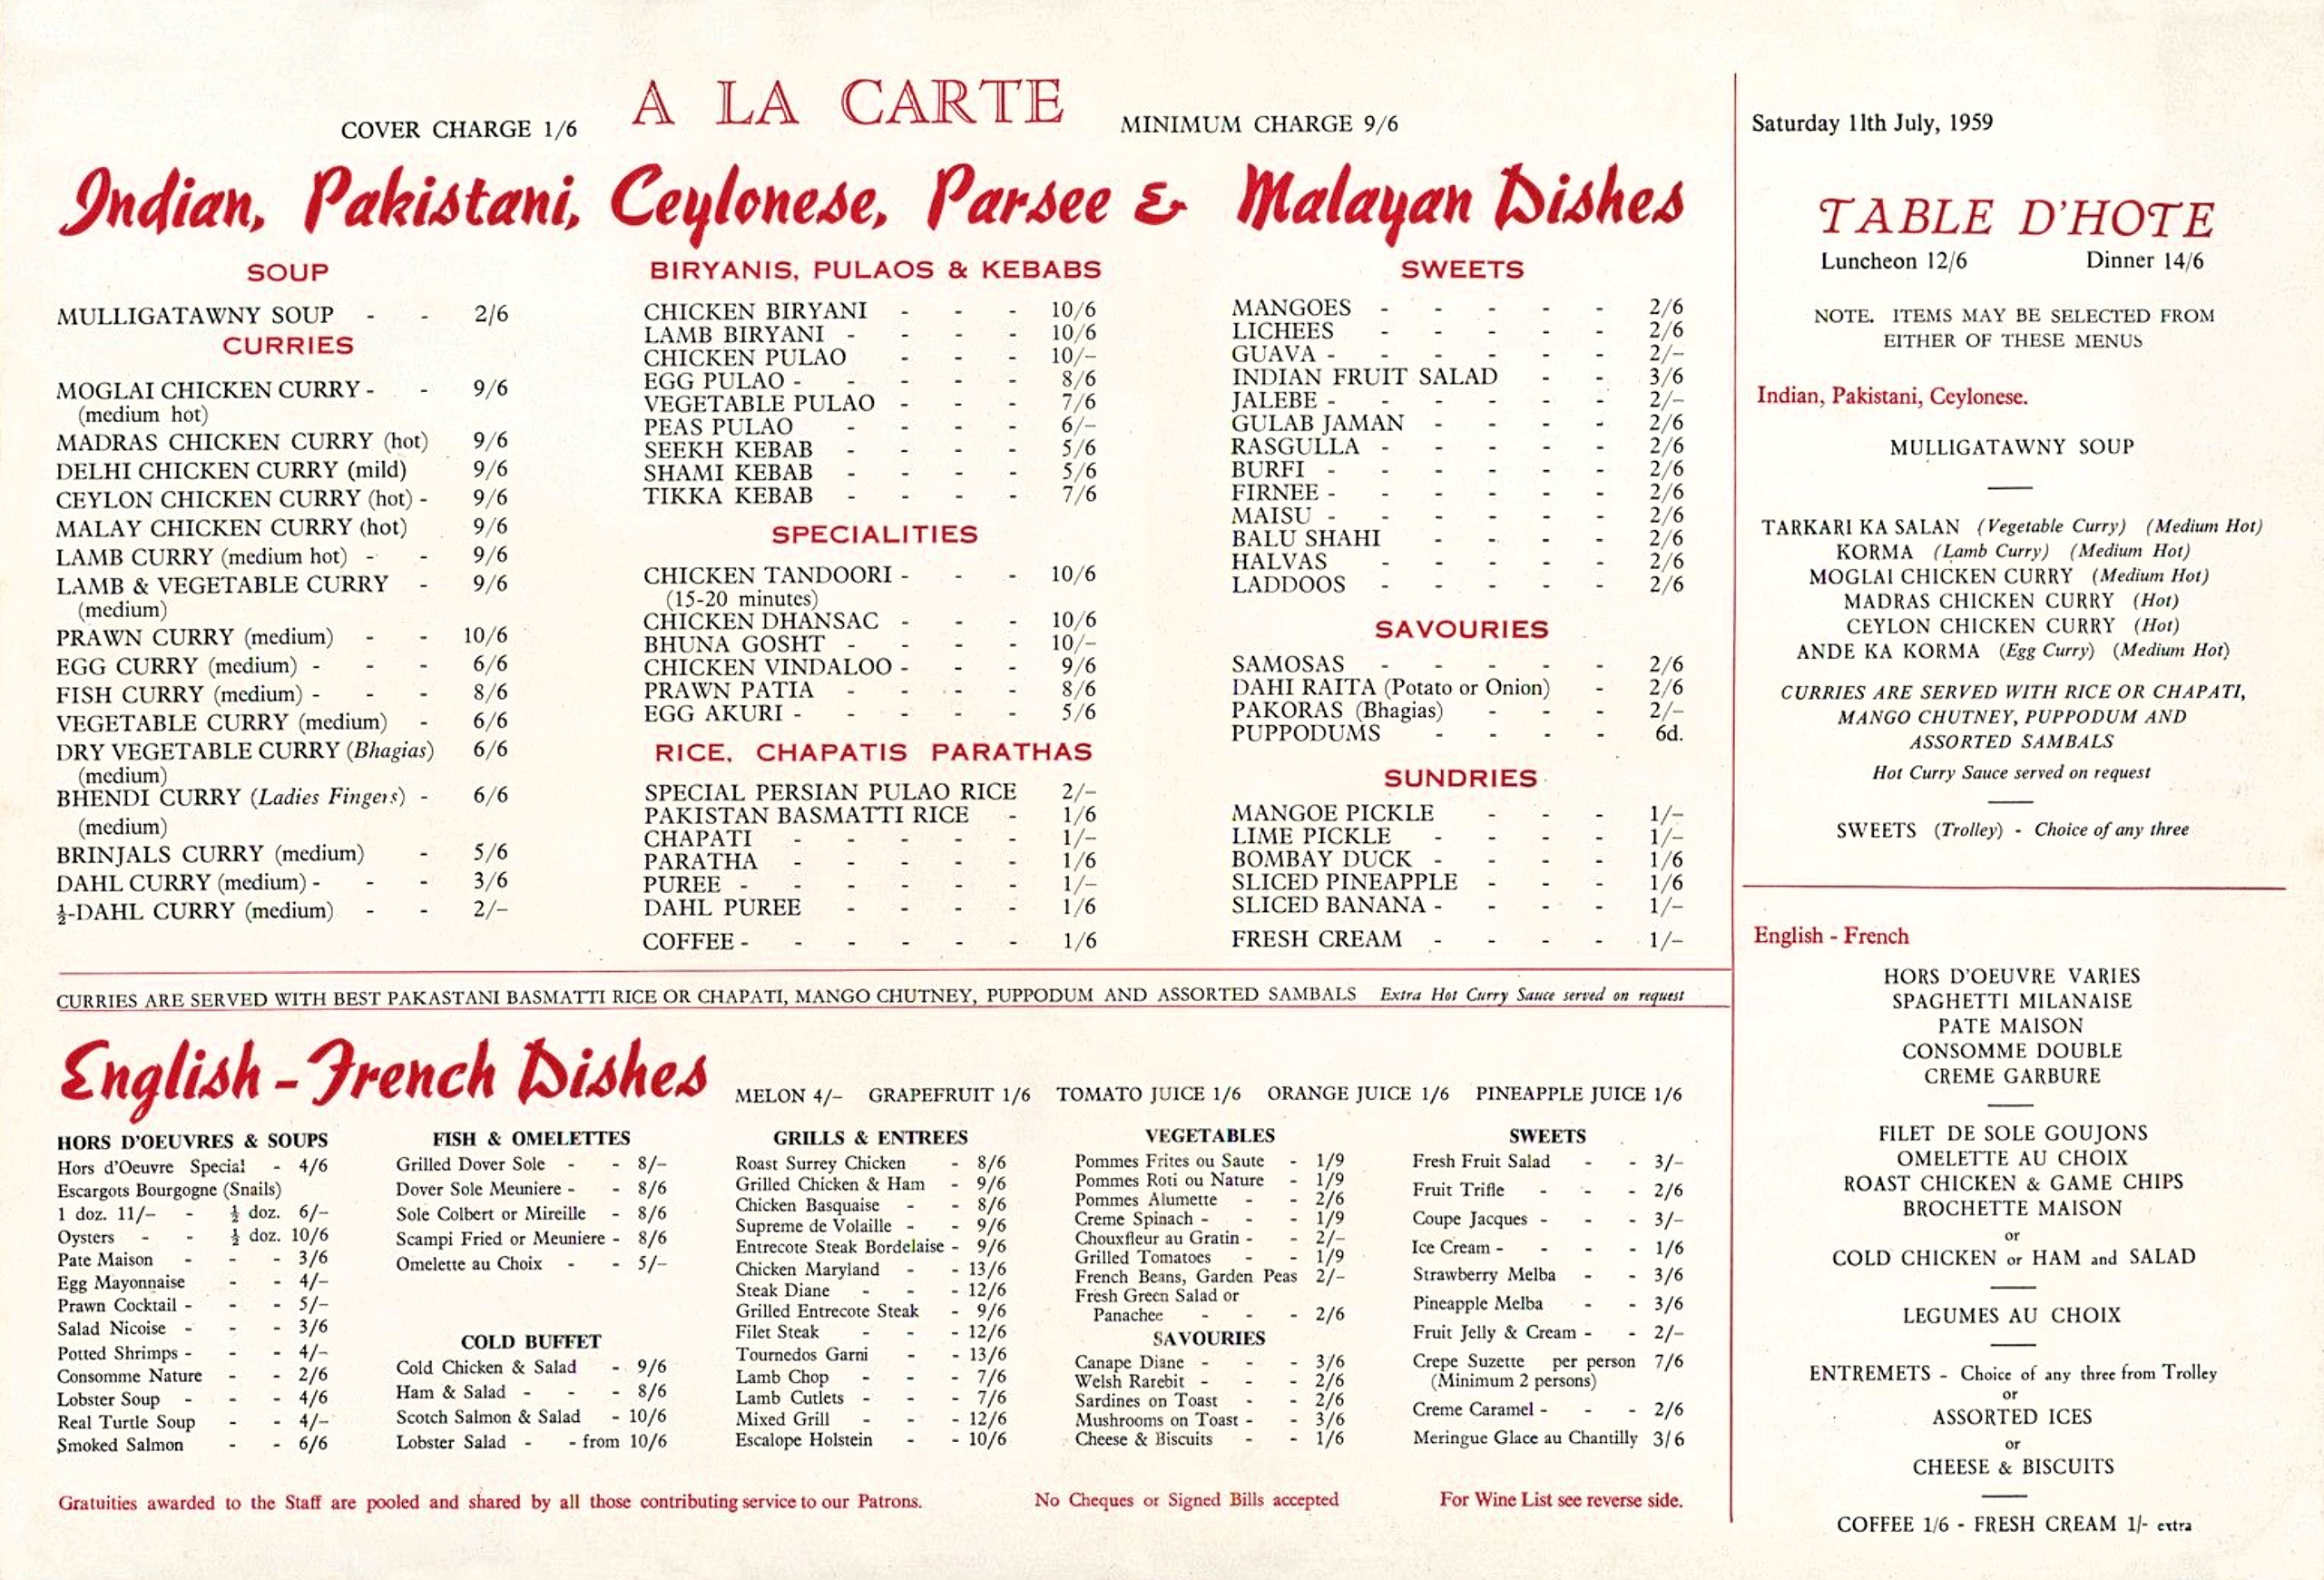 A LA CARTE
COVER CHARGE 1/6
MINIMUM CHARGE 9/6
Indian, Pakistani, Ceylonese, Parsee & Malayan Dishes
SOUP
MULLIGATAWNY SOUP - - 2/6
CURRIES
MOGLAI CHICKEN CURRY - - 9/6
(medium hot)
MADRAS CHICKEN CURRY (hot) 9/6
DELHI CHICKEN CURRY (mild) 9/6
CEYLON CHICKEN CURRY (hot) - 9/6
MALAY CHICKEN CURRY (hot) 9/6
LAMB CURRY (medium hot) - - 9/6
LAMB & VEGETABLE CURRY - 9/6
(medium)
PRAWN CURRY (medium) - - 10/6
EGG CURRY (medium) - - - 6/6
FISH CURRY (medium) - - - 8/6
VEGETABLE CURRY (medium) - 6/6
DRY VEGETABLE CURRY (Bhagias) 6/6
(medium)
BHENDI CURRY (Ladies Fingers) - 6/6
(medium)
BRINJALS CURRY (medium) - 5/6
DAHL CURRY (medium) - - - 3/6
½-DAHL CURRY (medium) - - 2/-
BIRYANIS, PULAOS & KEBABS
CHICKEN BIRYANI - - - 10/6
LAMB BIRYANI - - - - 10/6
CHICKEN PULAO - - - 10/-
EGG PULAO - - - - - 8/6
VEGETABLE PULAO - - - 7/6
PEAS PULAO - - - - 6/-
SEEKH KEBAB - - - - 5/6
SHAMI KEBAB - - - - 5/6
TIKKA KEBAB - - - - 7/6
SPECIALITIES
CHICKEN TANDOORI - - - 10/6
(15-20 minutes)
CHICKEN DHANSAC - - - 10/6
BHUNA GOSHT - - - - 10/-
CHICKEN VINDALOO - - - 9/6
PRAWN PATIA - - - - 8/6
EGG AKURI - - - - - 5/6
RICE, CHAPATIS PARATHAS
SPECIAL PERSIAN PULAO RICE 2/-
PAKISTAN BASMATTI RICE - 1/6
CHAPATI - - - - - 1/-
PARATHA - - - - - 1/6
PUREE - - - - - - 1/-
DAHL PUREE - - - - 1/6
COFFEE - - - - - - 1/6
SWEETS
MANGOES - - - - - 2/6
LICHEES - - - - - 2/6
GUAVA - - - - - - 2/-
INDIAN FRUIT SALAD - - 3/6
JALEBE - - - - - - 2/-
GULAB JAMAN - - - - 2/6
RASGULLA - - - - - 2/6
BURFI - - - - - - 2/6
FIRNEE - - - - - - 2/6
MAISU - - - - - - 2/6
BALU SHAHI - - - - 2/6
HALVAS - - - - - 2/6
LADDOOS - - - - - 2/6
SAVOURIES
SAMOSAS - - - - - 2/6
DAHI RAITA (Potato or Onion) - 2/6
PAKORAS (Bhagias) - - - 2/-
PUPPODUMS - - - - 6d.
SUNDRIES
MANGOE PICKLE - - - 1/-
LIME PICKLE - - - - 1/-
BOMBAY DUCK - - - - 1/6
SLICED PINEAPPLE - - - 1/6
SLICED BANANA - - - - 1/-
FRESH CREAM - - - - 1/-
CURRIES ARE SERVED WITH BEST PAKASTANI BASMATTI RICE OR CHAPATI, MANGO CHUTNEY, PUPPODUM AND ASSORTED SAMBALS Extra Hot Curry Sauce served on request
English - French Dishes
MELON 4/- GRAPEFRUIT 1/6 TOMATO JUICE 1/6 ORANGE JUICE 1/6 PINEAPPLE JUICE 1/6
HORS D'OEUVRES & SOUPS
Hors d'Oeuvre Special - 4/6
Escargots Bourgogne (Snails)
1 doz. 11/- - ½ doz. 6/-
Oysters - - ½ doz. 10/6
Pate Maison - - - 3/6
Egg Mayonnaise - - 4/-
Prawn Cocktail - - - 5/-
Salad Nicoise - - - 3/6
Potted Shrimps - - - 4/-
Consomme Nature - - 2/6
Lobster Soup - - - 4/6
Real Turtle Soup - - 4/-
Smoked Salmon - - 6/6
FISH & OMELETTES
Grilled Dover Sole - - 8/-
Dover Sole Meuniere - - 8/6
Sole Colbert or Mireille - 8/6
Scampi Fried or Meuniere - 8/6
Omelette au Choix - - 5/-
COLD BUFFET
Cold Chicken & Salad - 9/6
Ham & Salad - - - 8/6
Scotch Salmon & Salad - 10/6
Lobster Salad - - from 10/6
GRILLS & ENTREES
Roast Surrey Chicken - 8/6
Grilled Chicken & Ham - 9/6
Chicken Basquaise - - 8/6
Supreme de Volaille - - 9/6
Entrecote Steak Bordelaise - 9/6
Chicken Maryland - - 13/6
Steak Diane - - - 12/6
Grilled Entrecote Steak - 9/6
Filet Steak - - - 12/6
Tournedos Garni - - 13/6
Lamb Chop - - - 7/6
Lamb Cutlets - - - 7/6
Mixed Grill - - - 12/6
Escalope Holstein - - 10/6
VEGETABLES
Pommes Frites ou Saute - 1/9
Pommes Roti ou Nature - 1/9
Pommes Alumette - - 2/6
Creme Spinach - - - 1/9
Chouxfleur au Gratin - - 2/-
Grilled Tomatoes - - 1/9
French Beans, Garden Peas 2/-
Fresh Green Salad or
Panachee - - - 2/6
SAVOURIES
Canape Diane - - - 3/6
Welsh Rarebit - - - 2/6
Sardines on Toast - - 2/6
Mushrooms on Toast - - 3/6
Cheese & Biscuits - - 1/6
SWEETS
Fresh Fruit Salad - - 3/-
Fruit Trifle - - - 2/6
Coupe Jacques - - - 3/-
Ice Cream - - - - 1/6
Strawberry Melba - - 3/6
Pineapple Melba - - 3/6
Fruit Jelly & Cream - - 2/-
Crepe Suzette per person 7/6
(Minimum 2 persons)
Creme Caramel - - - 2/6
Meringue Glace au Chantilly 3/6
Gratuities awarded to the Staff are pooled and shared by all those contributing service to our Patrons.
No Cheques or Signed Bills accepted
For Wine List see reverse side.
Saturday 11th July, 1959
TABLE D'HOTE
Luncheon 12/6 Dinner 14/6
NOTE. ITEMS MAY BE SELECTED FROM
EITHER OF THESE MENUS
Indian, Pakistani, Ceylonese.
MULLIGATAWNY SOUP
TARKARI KA SALAN (Vegetable Curry) (Medium Hot)
KORMA (Lamb Curry) (Medium Hot)
MOGLAI CHICKEN CURRY (Medium Hot)
MADRAS CHICKEN CURRY (Hot)
CEYLON CHICKEN CURRY (Hot)
ANDE KA KORMA (Egg Curry) (Medium Hot)
CURRIES ARE SERVED WITH RICE OR CHAPATI,
MANGO CHUTNEY, PUPPODUM AND
ASSORTED SAMBALS
Hot Curry Sauce served on request
SWEETS (Trolley) - Choice of any three
English - French
HORS D'OEUVRE VARIES
SPAGHETTI MILANAISE
PATE MAISON
CONSOMME DOUBLE
CREME GARBURE
FILET DE SOLE GOUJONS
OMELETTE AU CHOIX
ROAST CHICKEN & GAME CHIPS
BROCHETTE MAISON
or
COLD CHICKEN or HAM and SALAD
LEGUMES AU CHOIX
ENTREMETS - Choice of any three from Trolley
or
ASSORTED ICES
or
CHEESE & BISCUITS
COFFEE 1/6 - FRESH CREAM 1/- extra